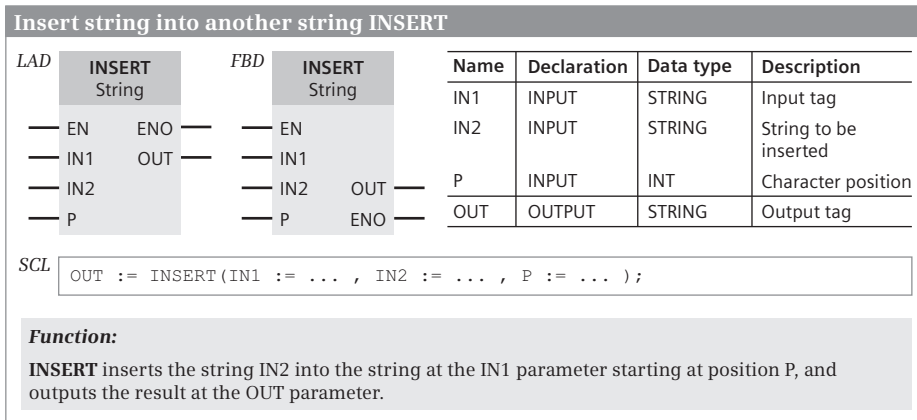 Insert string into another string INSERT
LAD
INSERT
String
EN ENO
IN1 OUT
IN2
P
FBD
INSERT
String
EN
IN1
IN2 OUT
P ENO
Name Declaration Data type Description
IN1 INPUT STRING Input tag
IN2 INPUT STRING String to be
inserted
P INPUT INT Character position
OUT OUTPUT STRING Output tag
SCL
OUT := INSERT(IN1 := ... , IN2 := ... , P := ... );
Function:
INSERT inserts the string IN2 into the string at the IN1 parameter starting at position P, and
outputs the result at the OUT parameter.